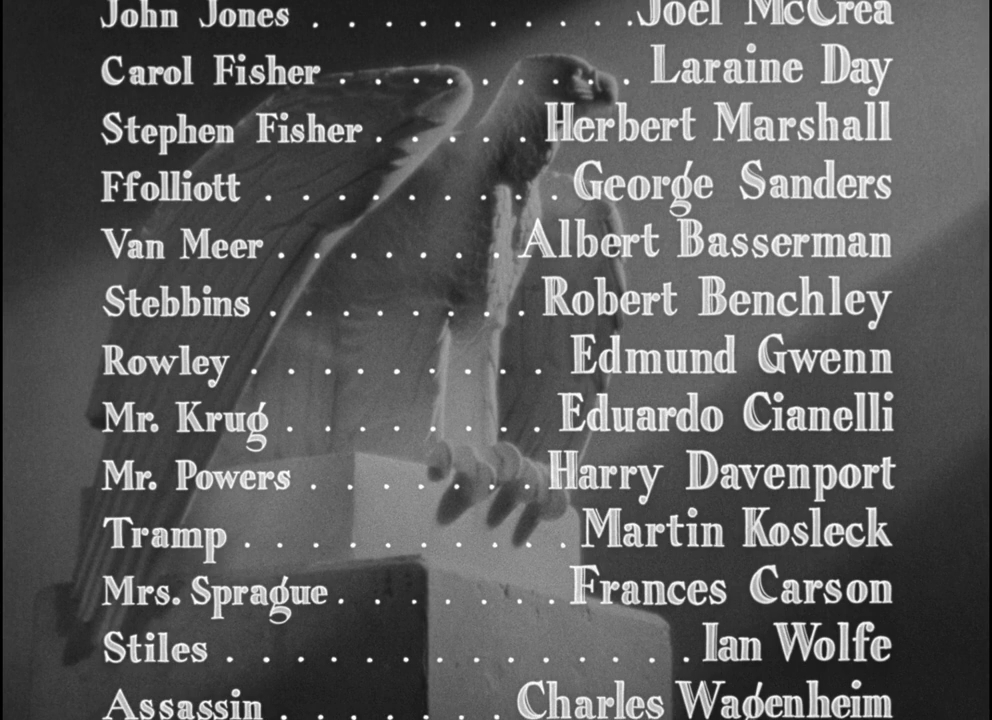 John Jones . . . . . . . . . . Joel McCrea
Carol Fisher . . . . . . . . . Laraine Day
Stephen Fisher . . . . . Herbert Marshall
Ffolliott . . . . . . . . . George Sanders
Van Meer . . . . . . . Albert Basserman
Stebbins . . . . . . . . Robert Benchley
Rowley . . . . . . . . . Edmund Gwenn
Mr. Krug . . . . . . . . Eduardo Cianelli
Mr. Powers . . . . . . . Harry Davenport
Tramp . . . . . . . . . . Martin Kosleck
Mrs. Sprague . . . . . . . Frances Carson
Stiles . . . . . . . . . . . . . . Ian Wolfe
Assassin . . . . . . . Charles Wagenheim